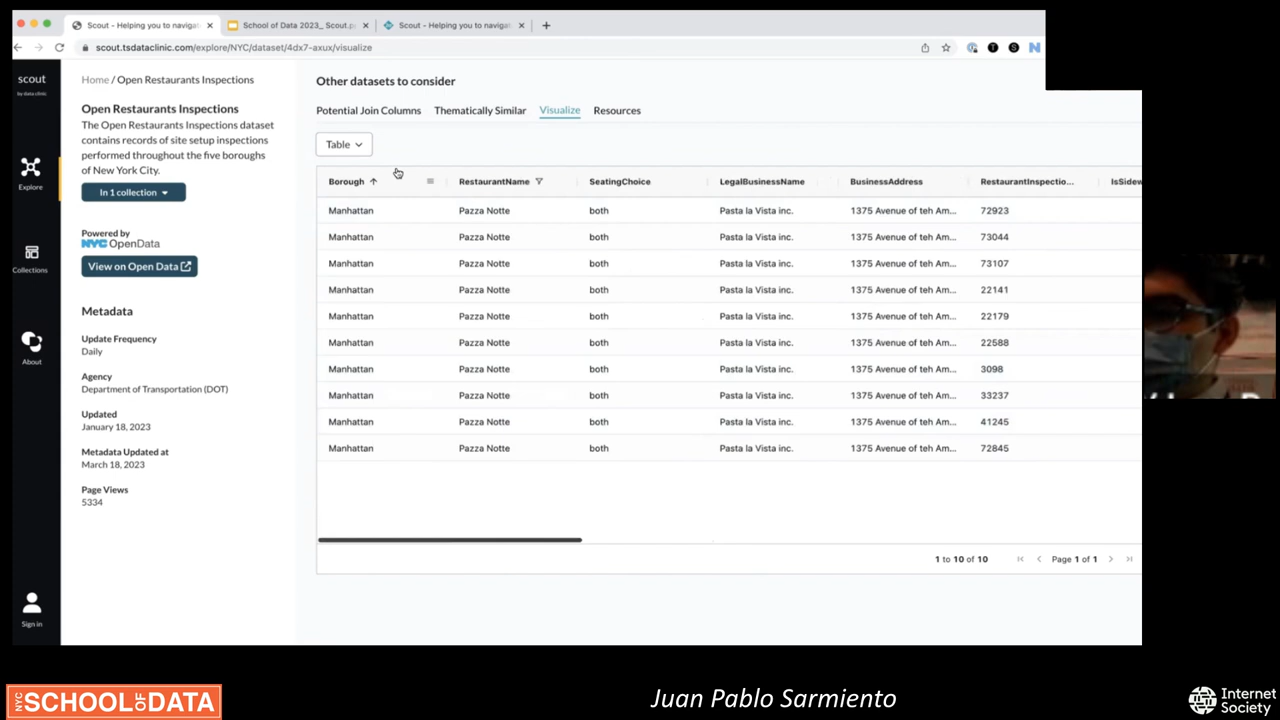 Scout - Helping you to navigat
School of Data 2023_ Scout.p
Scout - Helping you to navigat
scout.tsdataclinic.com/explore/NYC/dataset/4dx7-axux/visualize
scout
by data clinic
Explore
Collections
About
Sign in
Home / Open Restaurants Inspections
Open Restaurants Inspections
The Open Restaurants Inspections dataset
contains records of site setup inspections
performed throughout the five boroughs
of New York City.
In 1 collection
Powered by
NYC OpenData
View on Open Data
Metadata
Update Frequency
Daily
Agency
Department of Transportation (DOT)
Updated
January 18, 2023
Metadata Updated at
March 18, 2023
Page Views
5334
Other datasets to consider
Potential Join Columns Thematically Similar Visualize Resources
Table
Borough RestaurantName SeatingChoice LegalBusinessName BusinessAddress RestaurantInspectio... IsSidew
Manhattan Pazza Notte both Pasta la Vista inc. 1375 Avenue of teh Am... 72923
Manhattan Pazza Notte both Pasta la Vista inc. 1375 Avenue of teh Am... 73044
Manhattan Pazza Notte both Pasta la Vista inc. 1375 Avenue of teh Am... 73107
Manhattan Pazza Notte both Pasta la Vista inc. 1375 Avenue of teh Am... 22141
Manhattan Pazza Notte both Pasta la Vista inc. 1375 Avenue of teh Am... 22179
Manhattan Pazza Notte both Pasta la Vista inc. 1375 Avenue of teh Am... 22588
Manhattan Pazza Notte both Pasta la Vista inc. 1375 Avenue of teh Am... 3098
Manhattan Pazza Notte both Pasta la Vista inc. 1375 Avenue of teh Am... 33237
Manhattan Pazza Notte both Pasta la Vista inc. 1375 Avenue of teh Am... 41245
Manhattan Pazza Notte both Pasta la Vista inc. 1375 Avenue of teh Am... 72845
1 to 10 of 10 Page 1 of 1
NYC SCHOOL OF DATA
Juan Pablo Sarmiento
Internet
Society